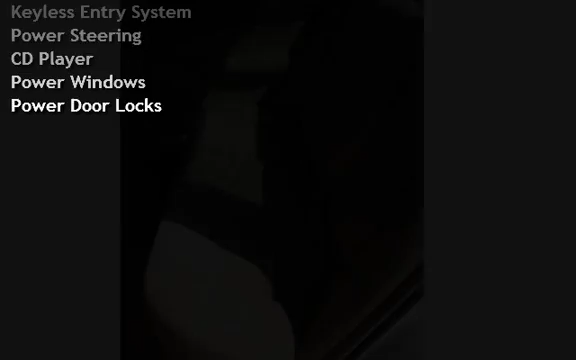 Keyless Entry System
Power Steering
CD Player
Power Windows
Power Door Locks